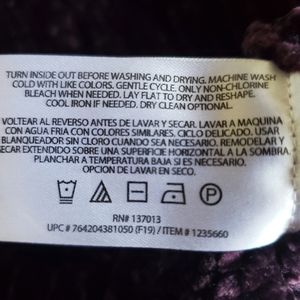 TURN INSIDE OUT BEFORE WASHING AND DRYING. MACHINE WASH
COLD WITH LIKE COLORS. GENTLE CYCLE. ONLY NON-CHLORINE
BLEACH WHEN NEEDED. LAY FLAT TO DRY AND RESHAPE.
COOL IRON IF NEEDED. DRY CLEAN OPTIONAL.
VOLTEAR AL REVERSO ANTES DE LAVAR Y SECAR. LAVAR A MAQUINA
CON AGUA FRIA CON COLORES SIMILARES. CICLO DELICADO. USAR
BLANQUEADOR SIN CLORO CUANDO SEA NECESARIO. REMODELAR Y
SECAR EXTENDIDO SOBRE UNA SUPERFICIE HORIZONTAL A LA SOMBRA.
PLANCHAR A TEMPERATURA BAJA SI ES NECESARIO.
OPCION DE LAVAR EN SECO.
P
RN# 137013
UPC # 764204381050 (F19) / ITEM # 1235660